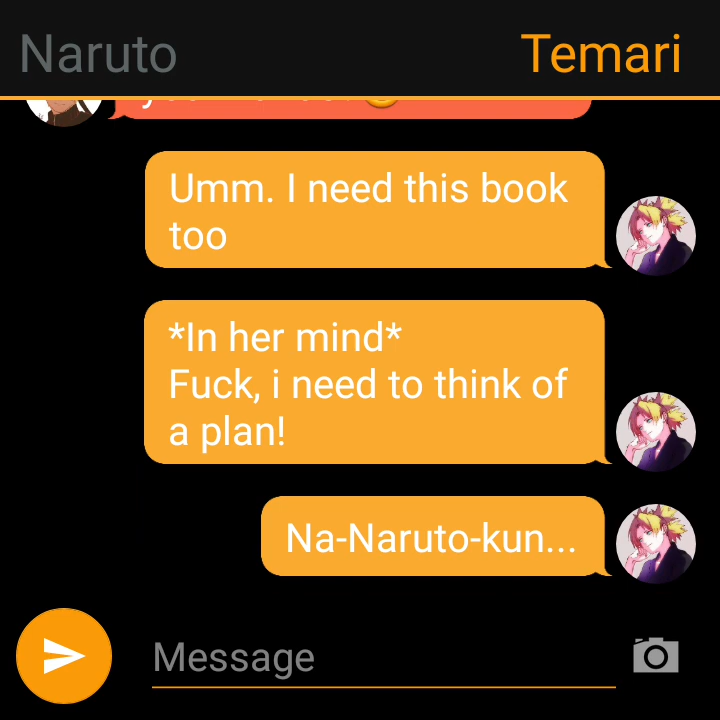 Naruto
Temari
Umm. I need this book
too
*In her mind*
Fuck, i need to think of
a plan!
Na-Naruto-kun...
Message